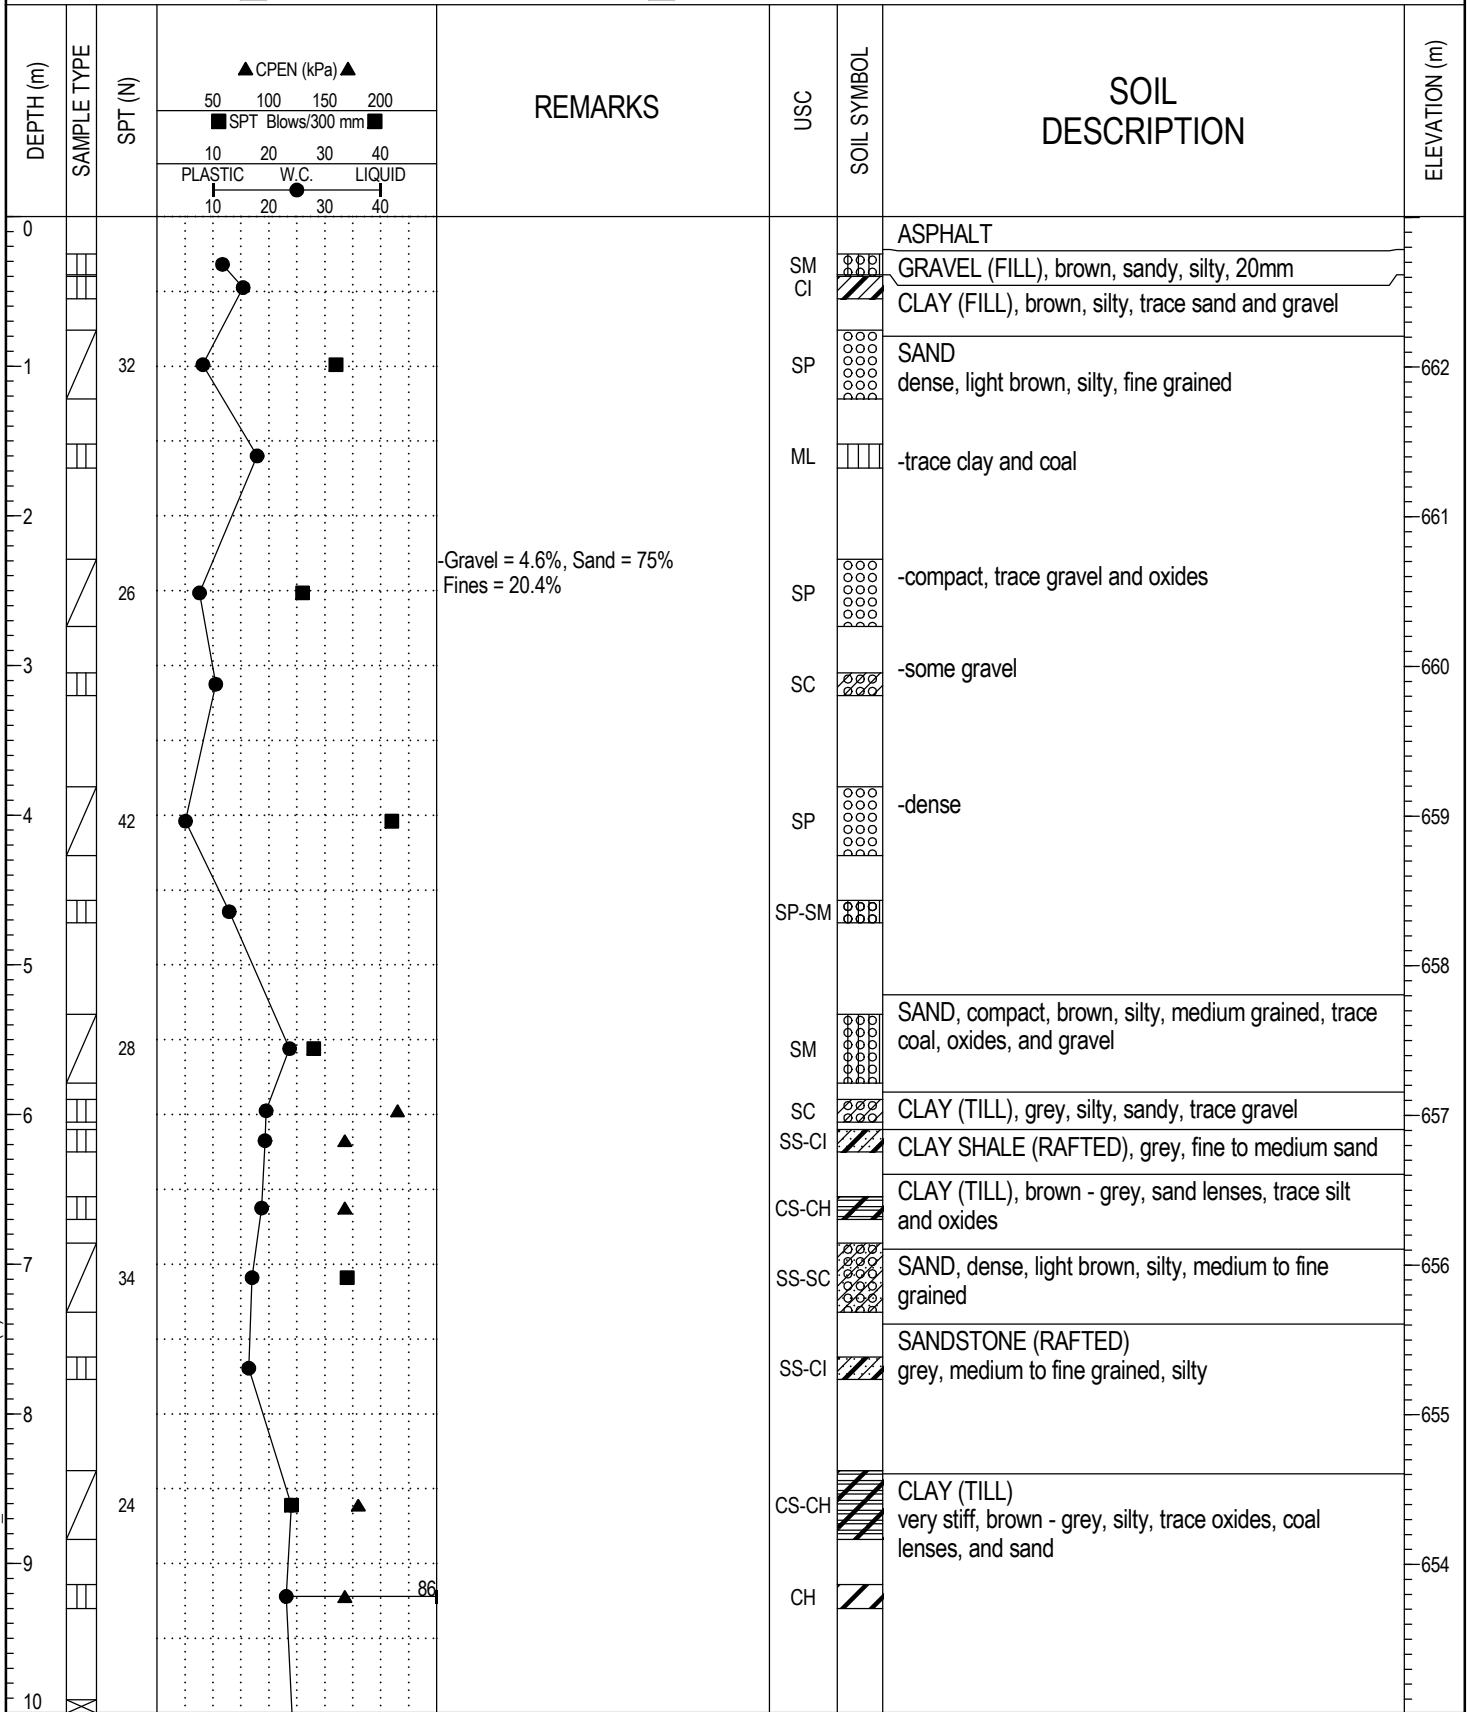 DEPTH (m)
SAMPLE TYPE
SPT (N)
▲ CPEN (kPa) ▲
50 100 150 200
■ SPT Blows/300 mm ■
10 20 30 40
PLASTIC W.C. LIQUID
10 20 30 40
REMARKS
USC
SOIL SYMBOL
SOIL
DESCRIPTION
ELEVATION (m)
0
ASPHALT
SM GRAVEL (FILL), brown, sandy, silty, 20mm
CI
CLAY (FILL), brown, silty, trace sand and gravel
SAND
1 32 SP 662
dense, light brown, silty, fine grained
ML -trace clay and coal
2 661
-Gravel = 4.6%, Sand = 75%
Fines = 20.4%
-compact, trace gravel and oxides
26 SP
3 -some gravel 660
SC
-dense
4 42 SP 659
SP-SM
5 658
SAND, compact, brown, silty, medium grained, trace
coal, oxides, and gravel
28 SM
6 SC CLAY (TILL), grey, silty, sandy, trace gravel 657
SS-CI CLAY SHALE (RAFTED), grey, fine to medium sand
CLAY (TILL), brown - grey, sand lenses, trace silt
and oxides
CS-CH
7 SAND, dense, light brown, silty, medium to fine 656
grained
34 SS-SC
SANDSTONE (RAFTED)
SS-CI grey, medium to fine grained, silty
8 655
CLAY (TILL)
24 CS-CH
very stiff, brown - grey, silty, trace oxides, coal
lenses, and sand
9 654
86
CH
10